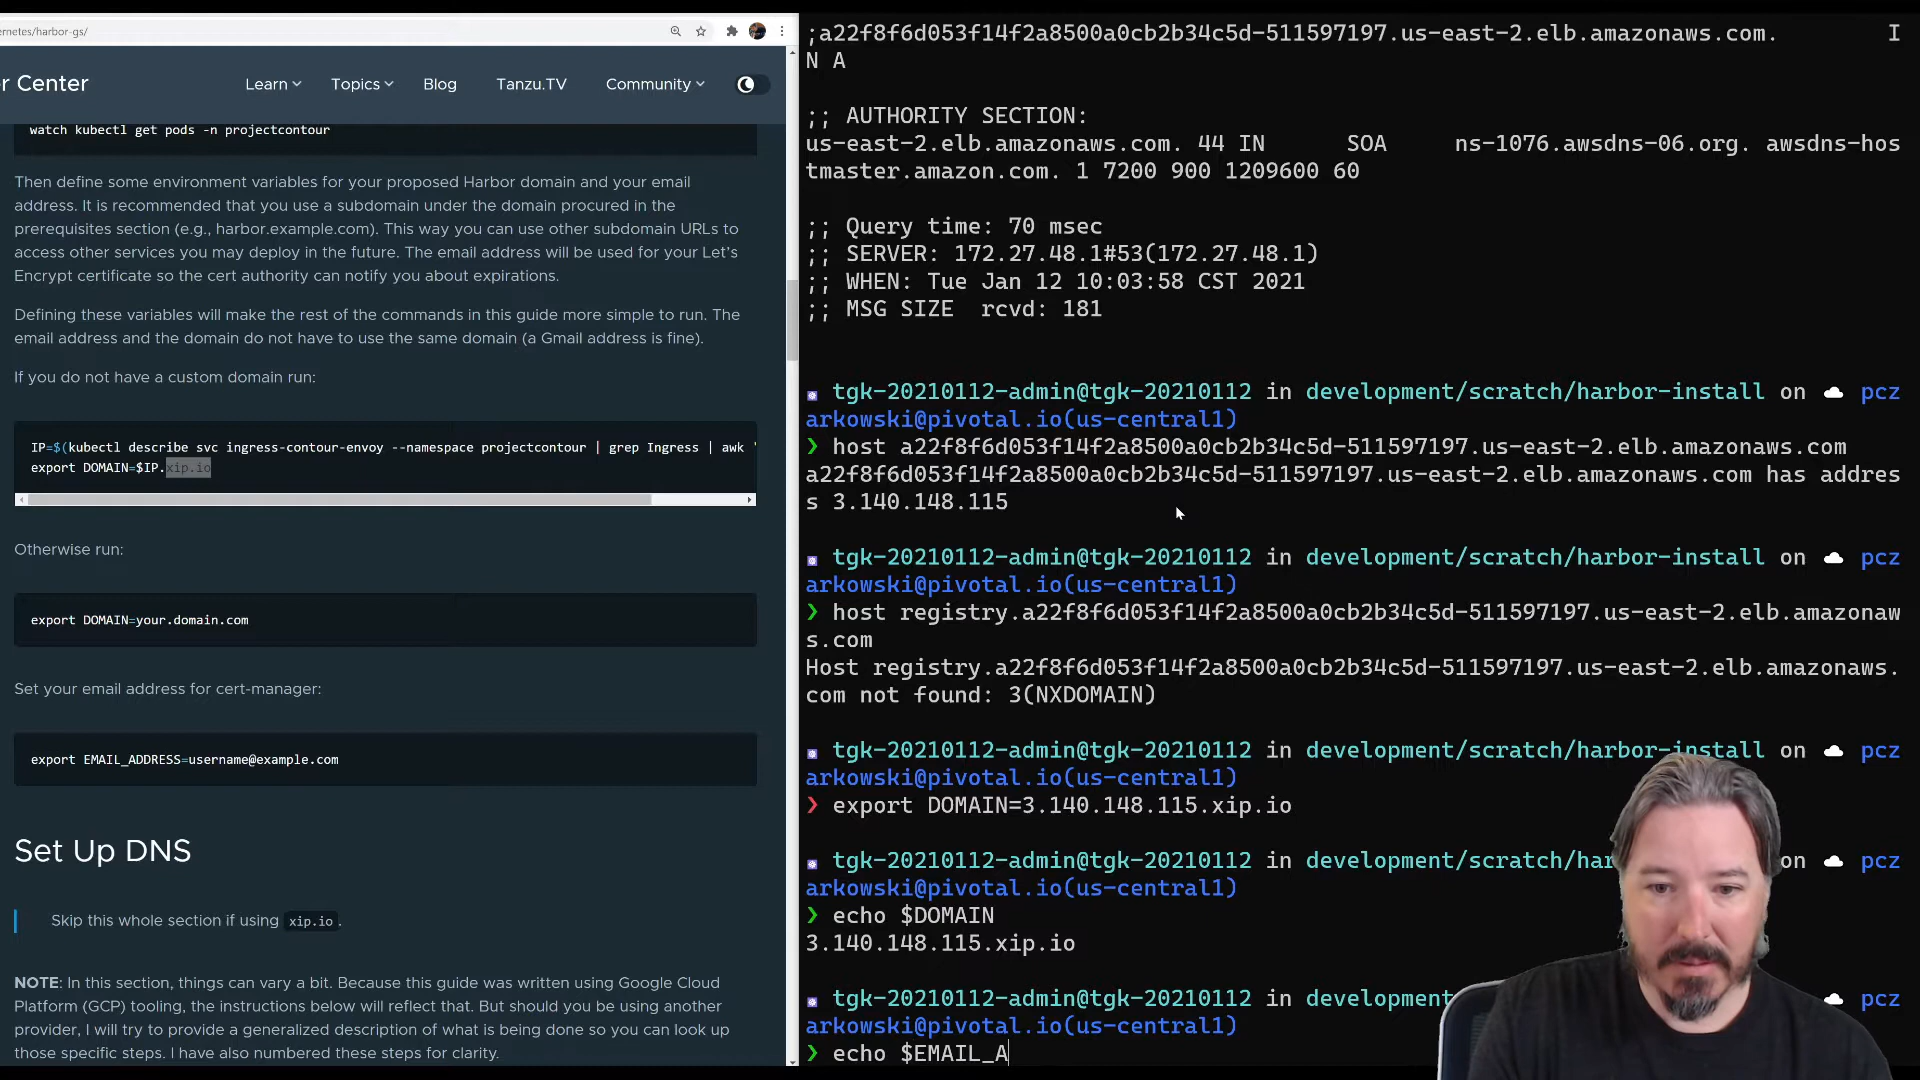 rnetes/harbor-gs/
r Center
Learn
Topics
Blog
Tanzu.TV
Community
watch kubectl get pods -n projectcontour
Then define some environment variables for your proposed Harbor domain and your email
address. It is recommended that you use a subdomain under the domain procured in the
prerequisites section (e.g., harbor.example.com). This way you can use other subdomain URLs to
access other services you may deploy in the future. The email address will be used for your Let's
Encrypt certificate so the cert authority can notify you about expirations.
Defining these variables will make the rest of the commands in this guide more simple to run. The
email address and the domain do not have to use the same domain (a Gmail address is fine).
If you do not have a custom domain run:
IP=$(kubectl describe svc ingress-contour-envoy --namespace projectcontour | grep Ingress | awk '
export DOMAIN=$IP.xip.io
Otherwise run:
export DOMAIN=your.domain.com
Set your email address for cert-manager:
export EMAIL_ADDRESS=username@example.com
Set Up DNS
Skip this whole section if using xip.io.
NOTE: In this section, things can vary a bit. Because this guide was written using Google Cloud
Platform (GCP) tooling, the instructions below will reflect that. But should you be using another
provider, I will try to provide a generalized description of what is being done so you can look up
those specific steps. I have also numbered these steps for clarity.
;a22f8f6d053f14f2a8500a0cb2b34c5d-511597197.us-east-2.elb.amazonaws.com. I
N A
;; AUTHORITY SECTION:
us-east-2.elb.amazonaws.com. 44 IN SOA ns-1076.awsdns-06.org. awsdns-hos
tmaster.amazon.com. 1 7200 900 1209600 60
;; Query time: 70 msec
;; SERVER: 172.27.48.1#53(172.27.48.1)
;; WHEN: Tue Jan 12 10:03:58 CST 2021
;; MSG SIZE rcvd: 181
tgk-20210112-admin@tgk-20210112 in development/scratch/harbor-install on pcz
arkowski@pivotal.io(us-central1)
❯ host a22f8f6d053f14f2a8500a0cb2b34c5d-511597197.us-east-2.elb.amazonaws.com
a22f8f6d053f14f2a8500a0cb2b34c5d-511597197.us-east-2.elb.amazonaws.com has addres
s 3.140.148.115
tgk-20210112-admin@tgk-20210112 in development/scratch/harbor-install on pcz
arkowski@pivotal.io(us-central1)
❯ host registry.a22f8f6d053f14f2a8500a0cb2b34c5d-511597197.us-east-2.elb.amazonaw
s.com
Host registry.a22f8f6d053f14f2a8500a0cb2b34c5d-511597197.us-east-2.elb.amazonaws.
com not found: 3(NXDOMAIN)
tgk-20210112-admin@tgk-20210112 in development/scratch/harbor-install on pcz
arkowski@pivotal.io(us-central1)
❯ export DOMAIN=3.140.148.115.xip.io
tgk-20210112-admin@tgk-20210112 in development/scratch/har on pcz
arkowski@pivotal.io(us-central1)
❯ echo $DOMAIN
3.140.148.115.xip.io
tgk-20210112-admin@tgk-20210112 in development pcz
arkowski@pivotal.io(us-central1)
❯ echo $EMAIL_A